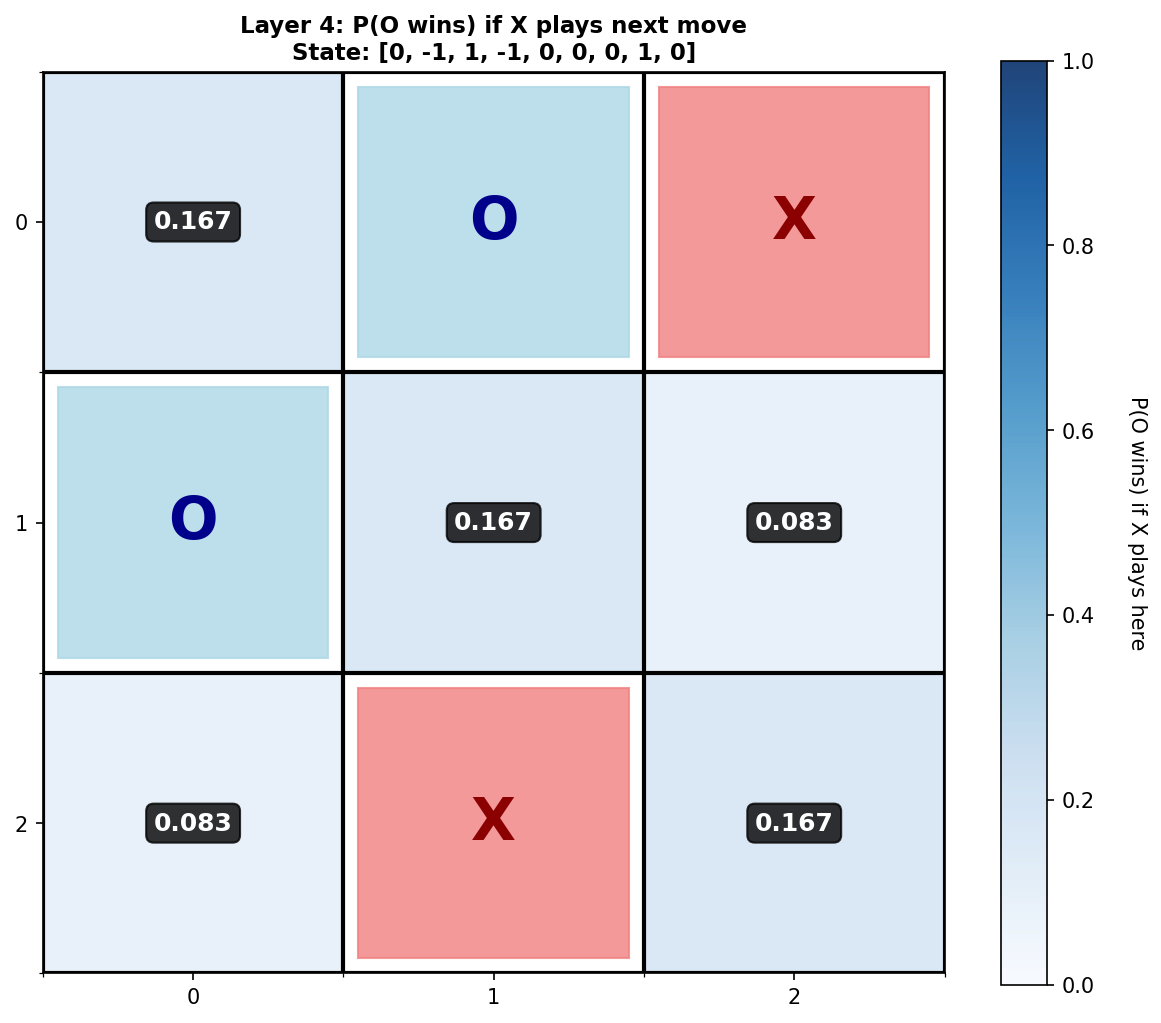 Layer 4: P(O wins) if X plays next move
State: [0, -1, 1, -1, 0, 0, 0, 1, 0]
0
0.167
O
X
1
O
0.167
0.083
2
0.083
X
0.167
0
1
2
1.0
0.8
0.6
0.4
0.2
0.0
P(O wins) if X plays here